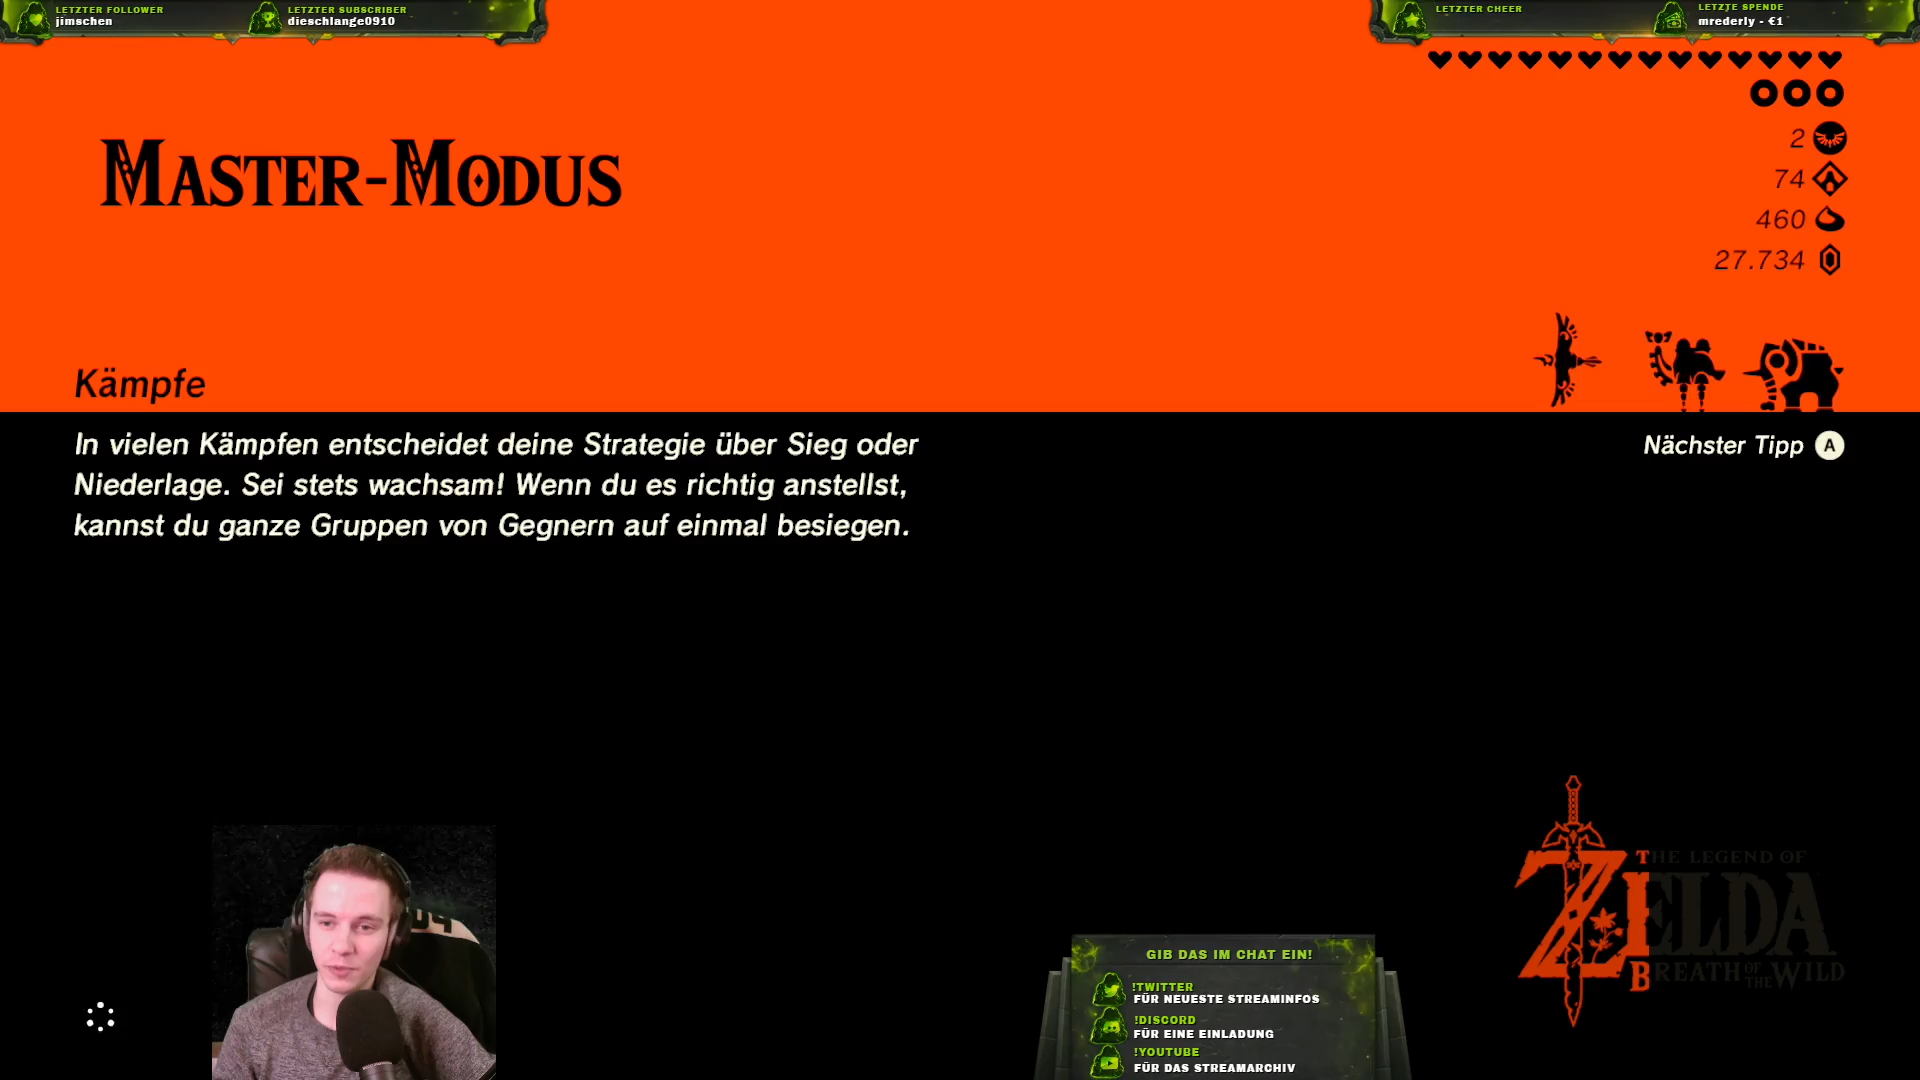 LETZTER FOLLOWER
jimschen
LETZTER SUBSCRIBER
dieschlange0910
LETZTER CHEER
LETZTE SPENDE
mrederly - €1
MASTER-MODUS
2
74
460
27.734
Kämpfe
In vielen Kämpfen entscheidet deine Strategie über Sieg oder
Niederlage. Sei stets wachsam! Wenn du es richtig anstellst,
kannst du ganze Gruppen von Gegnern auf einmal besiegen.
Nächster Tipp A
THE LEGEND OF
ZELDA
BREATH OF THE WILD
GIB DAS IM CHAT EIN!
!TWITTER
FÜR NEUESTE STREAMINFOS
!DISCORD
FÜR EINE EINLADUNG
!YOUTUBE
FÜR DAS STREAMARCHIV